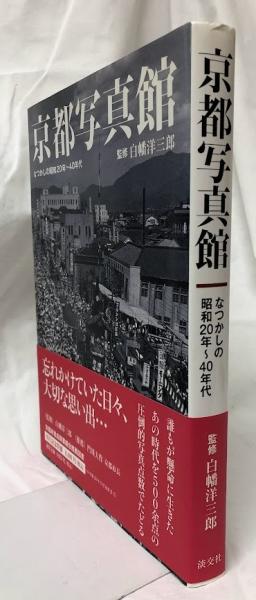 京都写真館
なつかしの昭和20年〜40年代
監修 白幡洋三郎
忘れかけていた日々、
大切な思い出…
誰もが懸命に生きた
あの時代を500余点の
圧倒的写真点数でたどる
京都写真館
なつかしの
昭和20年〜40年代
監修 白幡洋三郎
淡交社